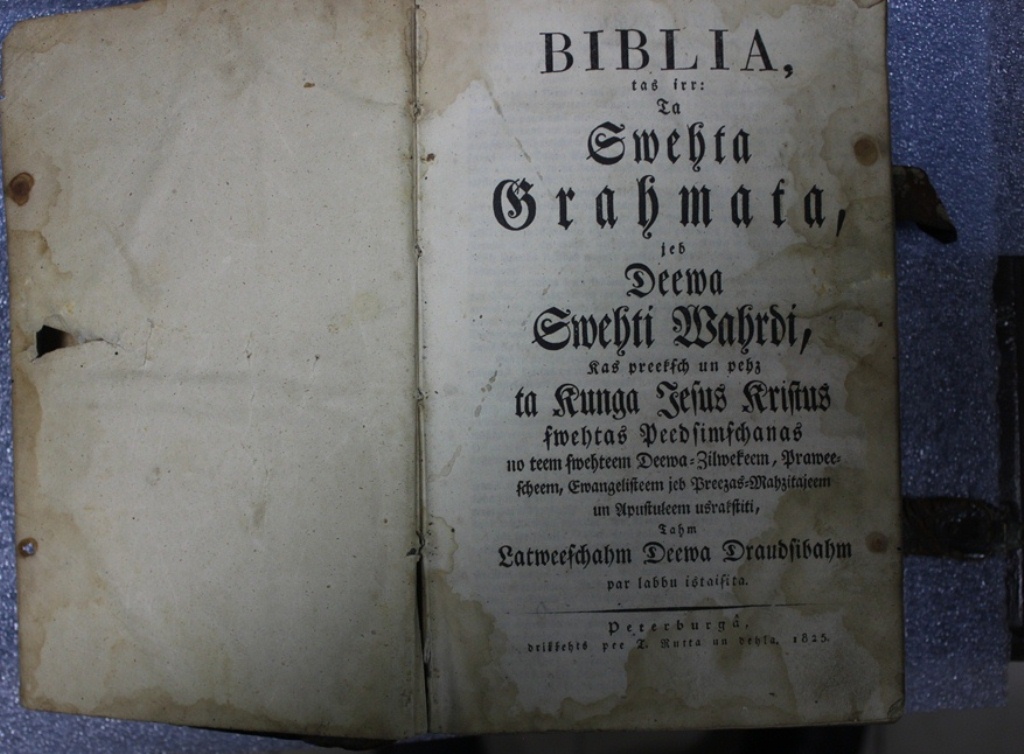 BIBLIA,
tas irr:
Ta
Swehta
Grahmata,
jeb
Deewa
Swehti Wahrdi,
Kas preekſch un pehz
ta Kunga Jeſus Kriſtus
ſwehtas Peedſimſchanas
no teem ſwehteem Deewa-Zilwekeem, Prawee-
ſcheem, Ewangeliſteem jeb Preezas-Mahzitajeem
un Apuſtuleem usrakſtiti,
Tahm
Latweeſchahm Deewa Draudſibahm
par labbu istaiſita.
Peterburgâ,
drikkehts pee T. Rutta un dehla. 1825.